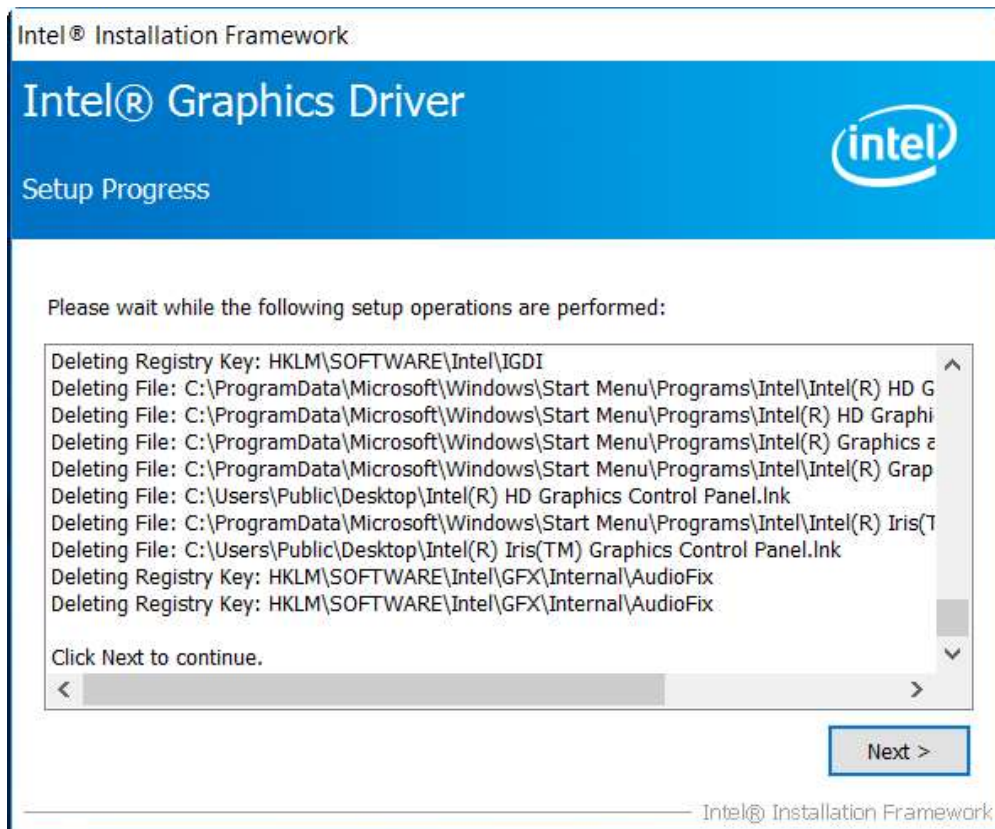 Intel® Installation Framework
Intel® Graphics Driver
intel
Setup Progress
Please wait while the following setup operations are performed:
Deleting Registry Key: HKLM\SOFTWARE\Intel\IGDI
Deleting File: C:\ProgramData\Microsoft\Windows\Start Menu\Programs\Intel\Intel(R) HD G
Deleting File: C:\ProgramData\Microsoft\Windows\Start Menu\Programs\Intel(R) HD Graphi
Deleting File: C:\ProgramData\Microsoft\Windows\Start Menu\Programs\Intel(R) Graphics a
Deleting File: C:\ProgramData\Microsoft\Windows\Start Menu\Programs\Intel\Intel(R) Grap
Deleting File: C:\Users\Public\Desktop\Intel(R) HD Graphics Control Panel.lnk
Deleting File: C:\ProgramData\Microsoft\Windows\Start Menu\Programs\Intel\Intel(R) Iris(T
Deleting File: C:\Users\Public\Desktop\Intel(R) Iris(TM) Graphics Control Panel.lnk
Deleting Registry Key: HKLM\SOFTWARE\Intel\GFX\Internal\AudioFix
Deleting Registry Key: HKLM\SOFTWARE\Intel\GFX\Internal\AudioFix
Click Next to continue.
Next >
Intel® Installation Framework